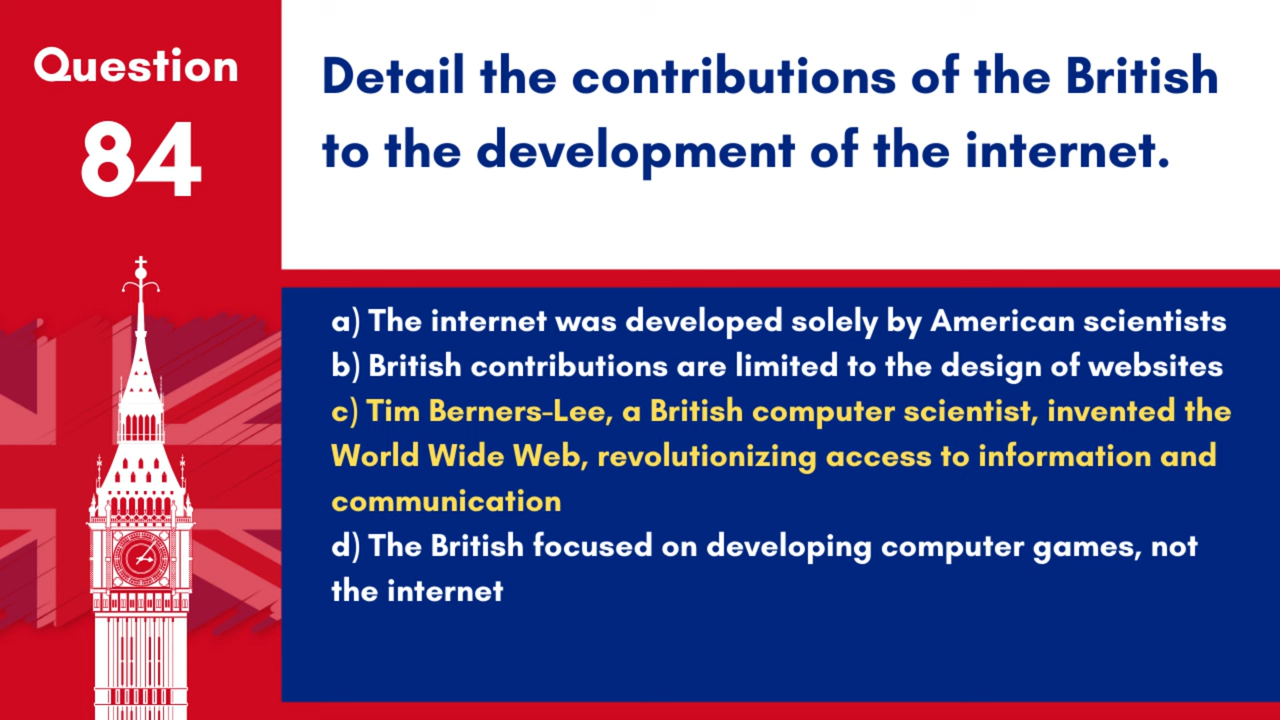 Question
84
Detail the contributions of the British
to the development of the internet.
a) The internet was developed solely by American scientists
b) British contributions are limited to the design of websites
c) Tim Berners-Lee, a British computer scientist, invented the
World Wide Web, revolutionizing access to information and
communication
d) The British focused on developing computer games, not
the internet